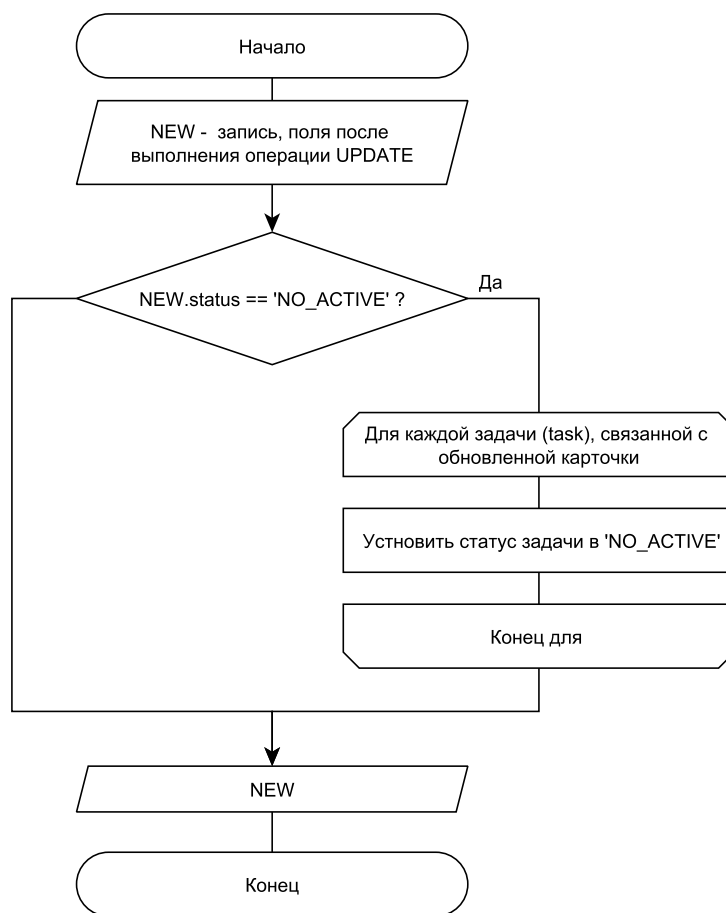 Начало
NEW - запись, поля после
выполнения операции UPDATE
NEW.status == 'NO_ACTIVE' ?
Да
Для каждой задачи (task), связанной с
обновленной карточки
Устновить статус задачи в 'NO_ACTIVE'
Конец для
NEW
Конец